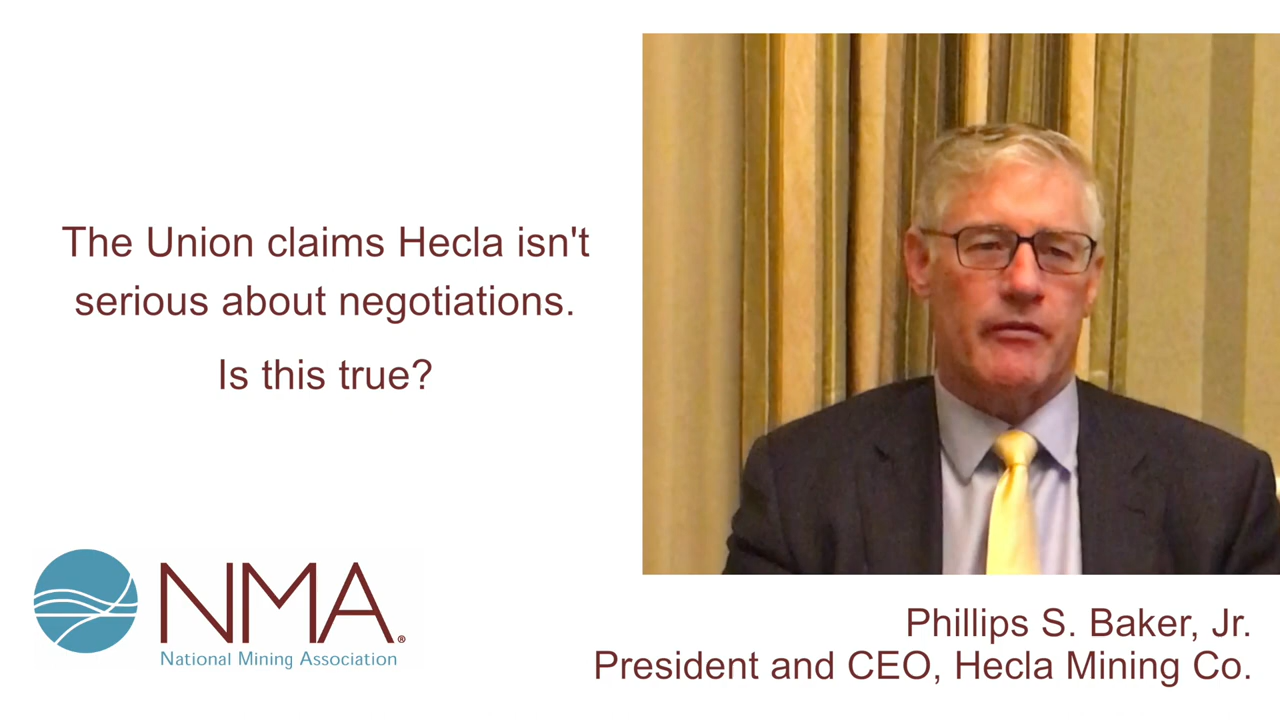 The Union claims Hecla isn't
serious about negotiations.
Is this true?
NMA®
National Mining Association
Phillips S. Baker, Jr.
President and CEO, Hecla Mining Co.